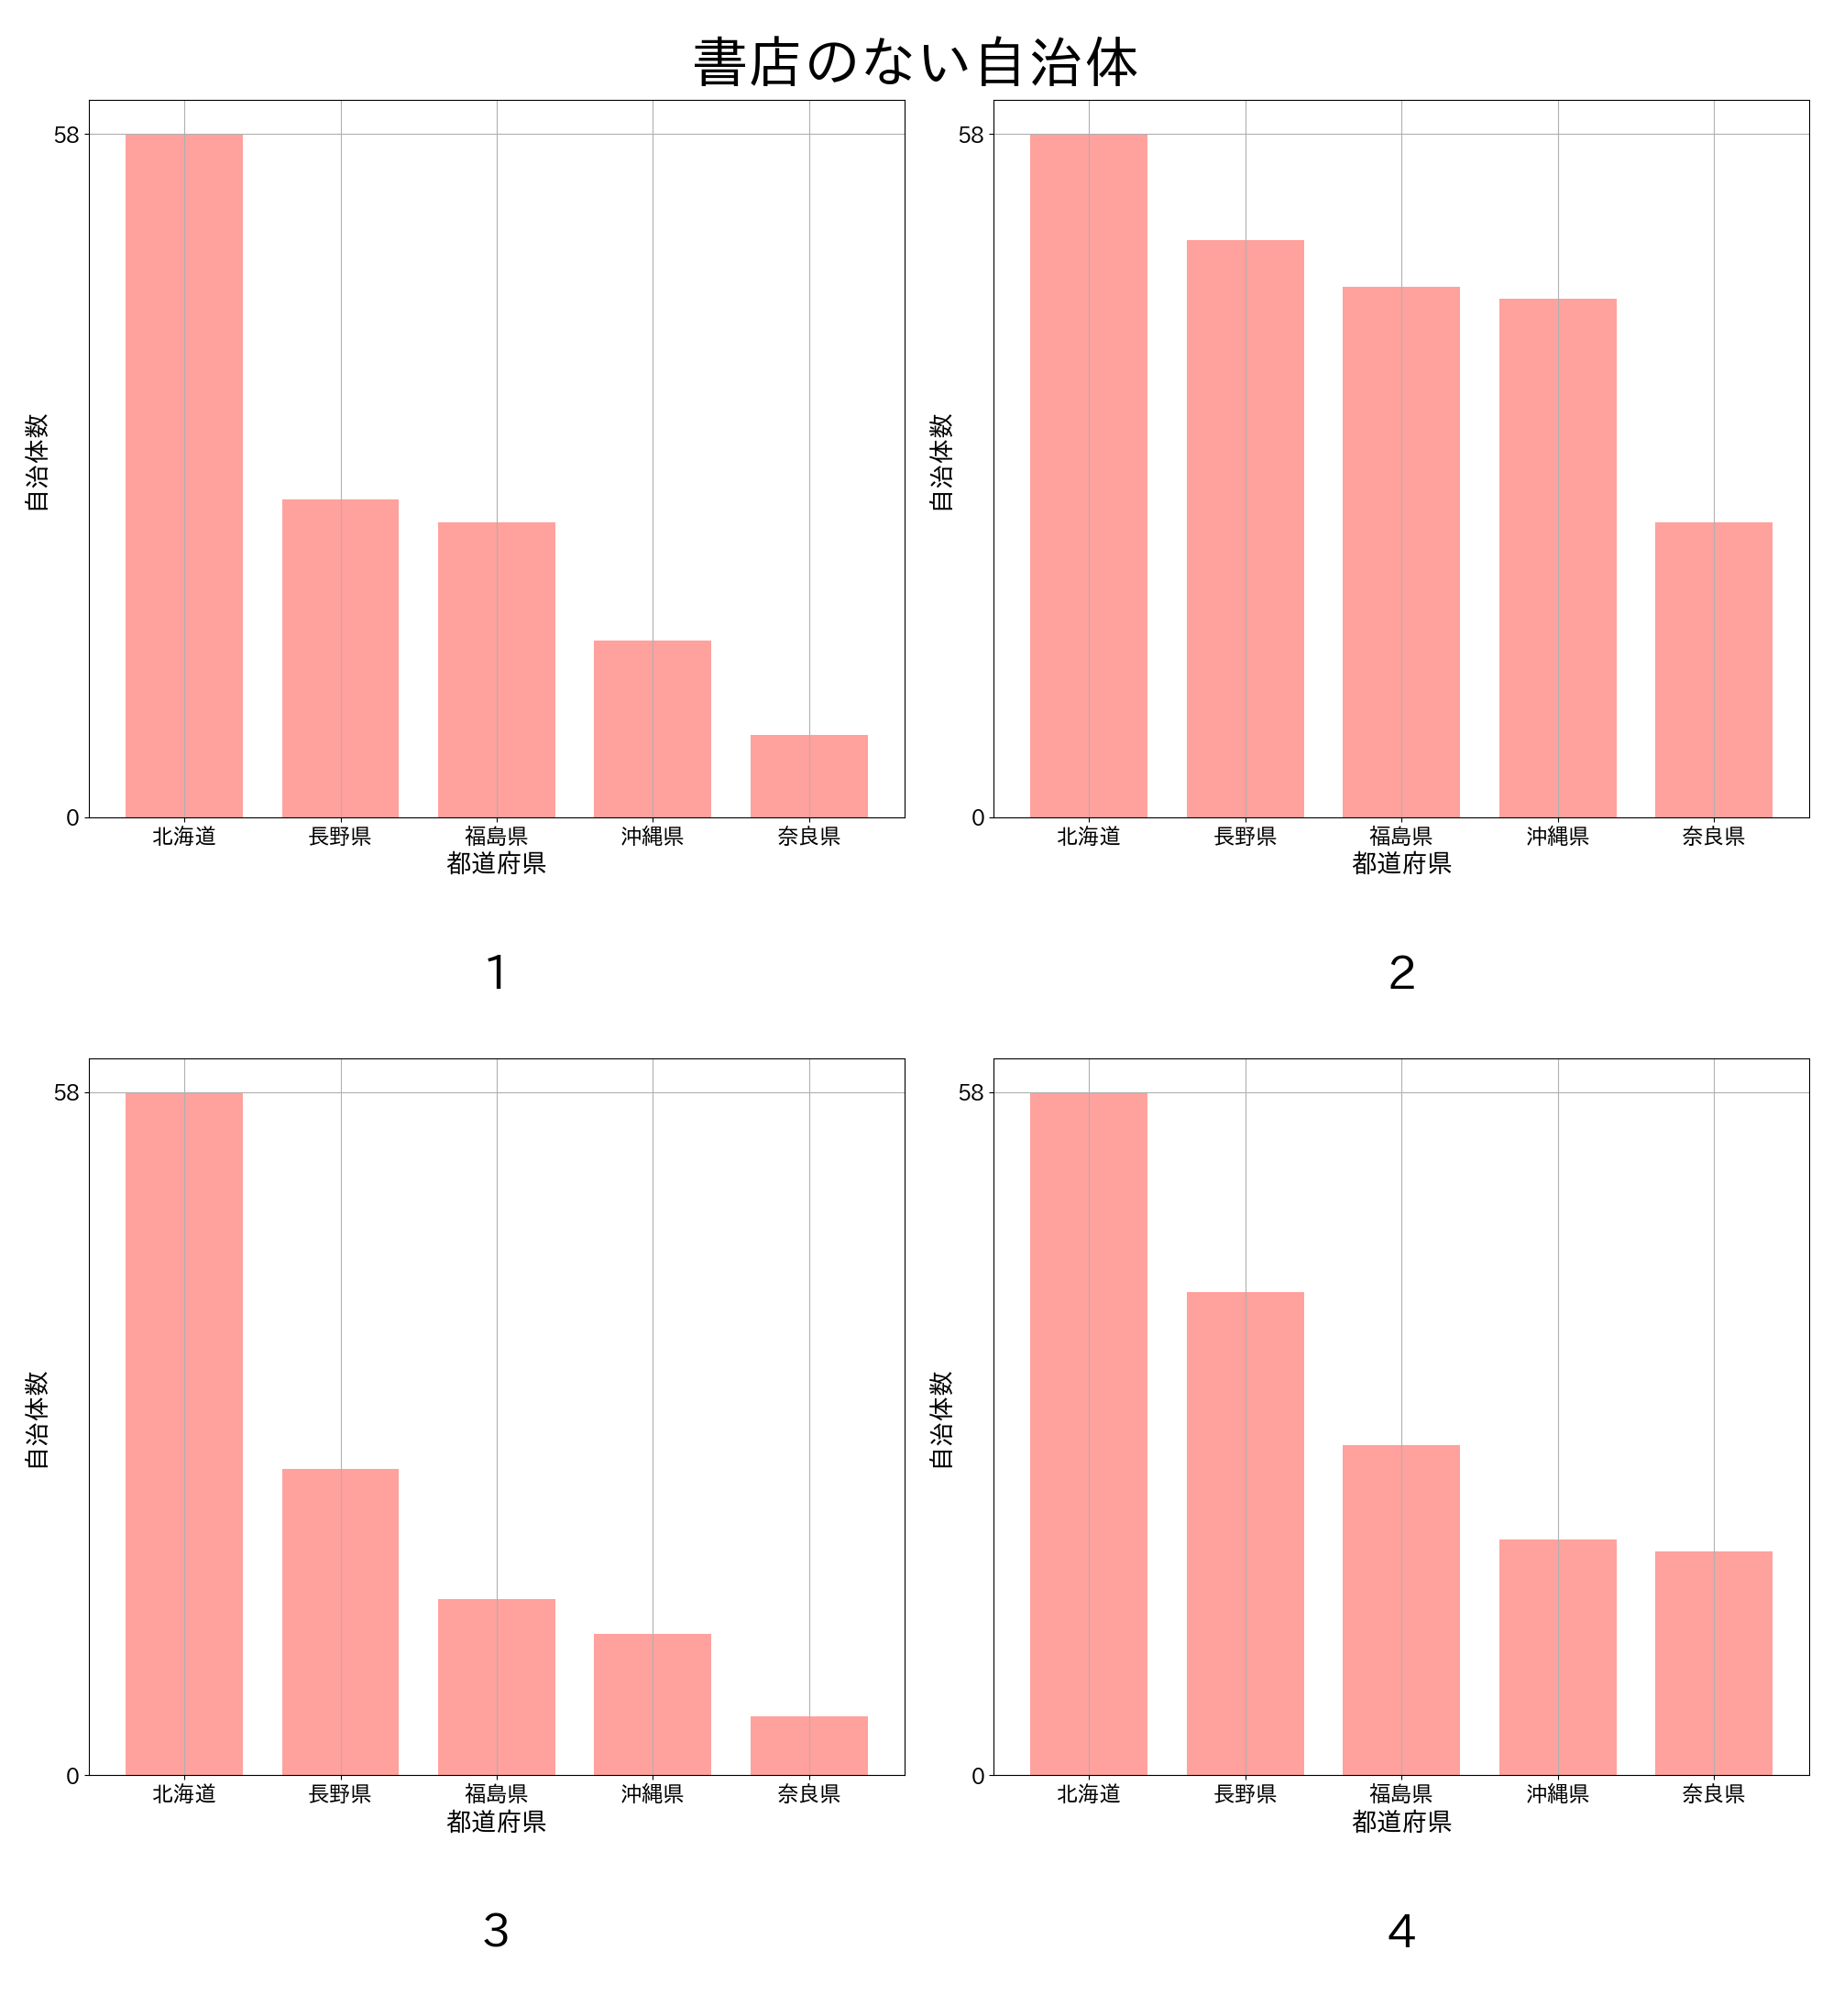 書店のない自治体
58
0
自治体数
北海道 長野県 福島県 沖縄県 奈良県
都道府県
1
58
0
自治体数
北海道 長野県 福島県 沖縄県 奈良県
都道府県
2
58
0
自治体数
北海道 長野県 福島県 沖縄県 奈良県
都道府県
3
58
0
自治体数
北海道 長野県 福島県 沖縄県 奈良県
都道府県
4